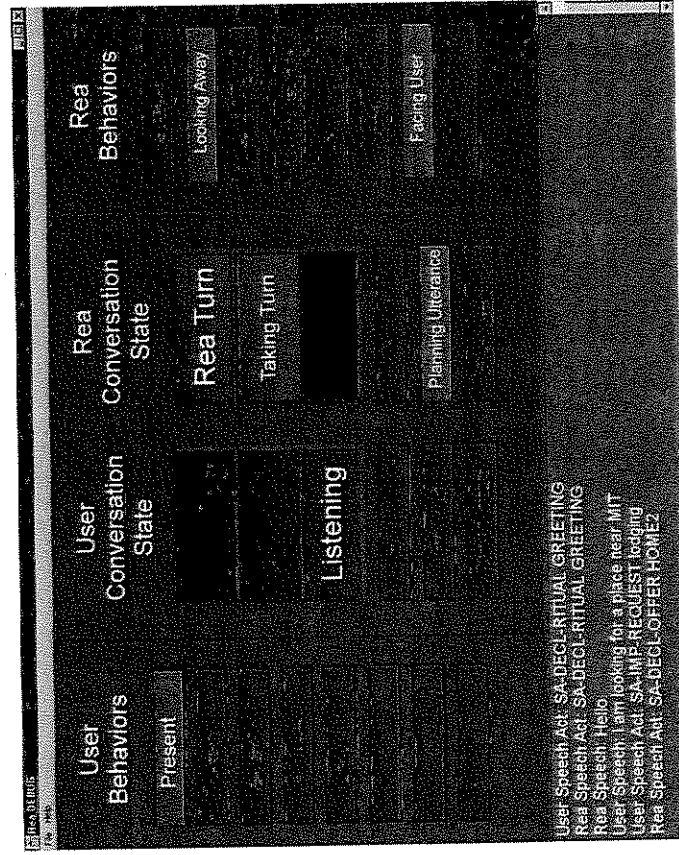 Rea DEBUG
User
Behaviors
User
Conversation
State
Rea
Conversation
State
Rea
Behaviors
Present
Rea Turn
Looking Away
Taking Turn
Listening
Planning Utterance
Facing User
User Speech Act: SA-DECL-RITUAL GREETING
Rea Speech Act: SA-DECL-RITUAL GREETING
Rea Speech: Hello
User Speech: I am looking for a place near MIT
User Speech Act: SA-IMP-REQUEST lodging
Rea Speech Act: SA-DECL-OFFER HOME2